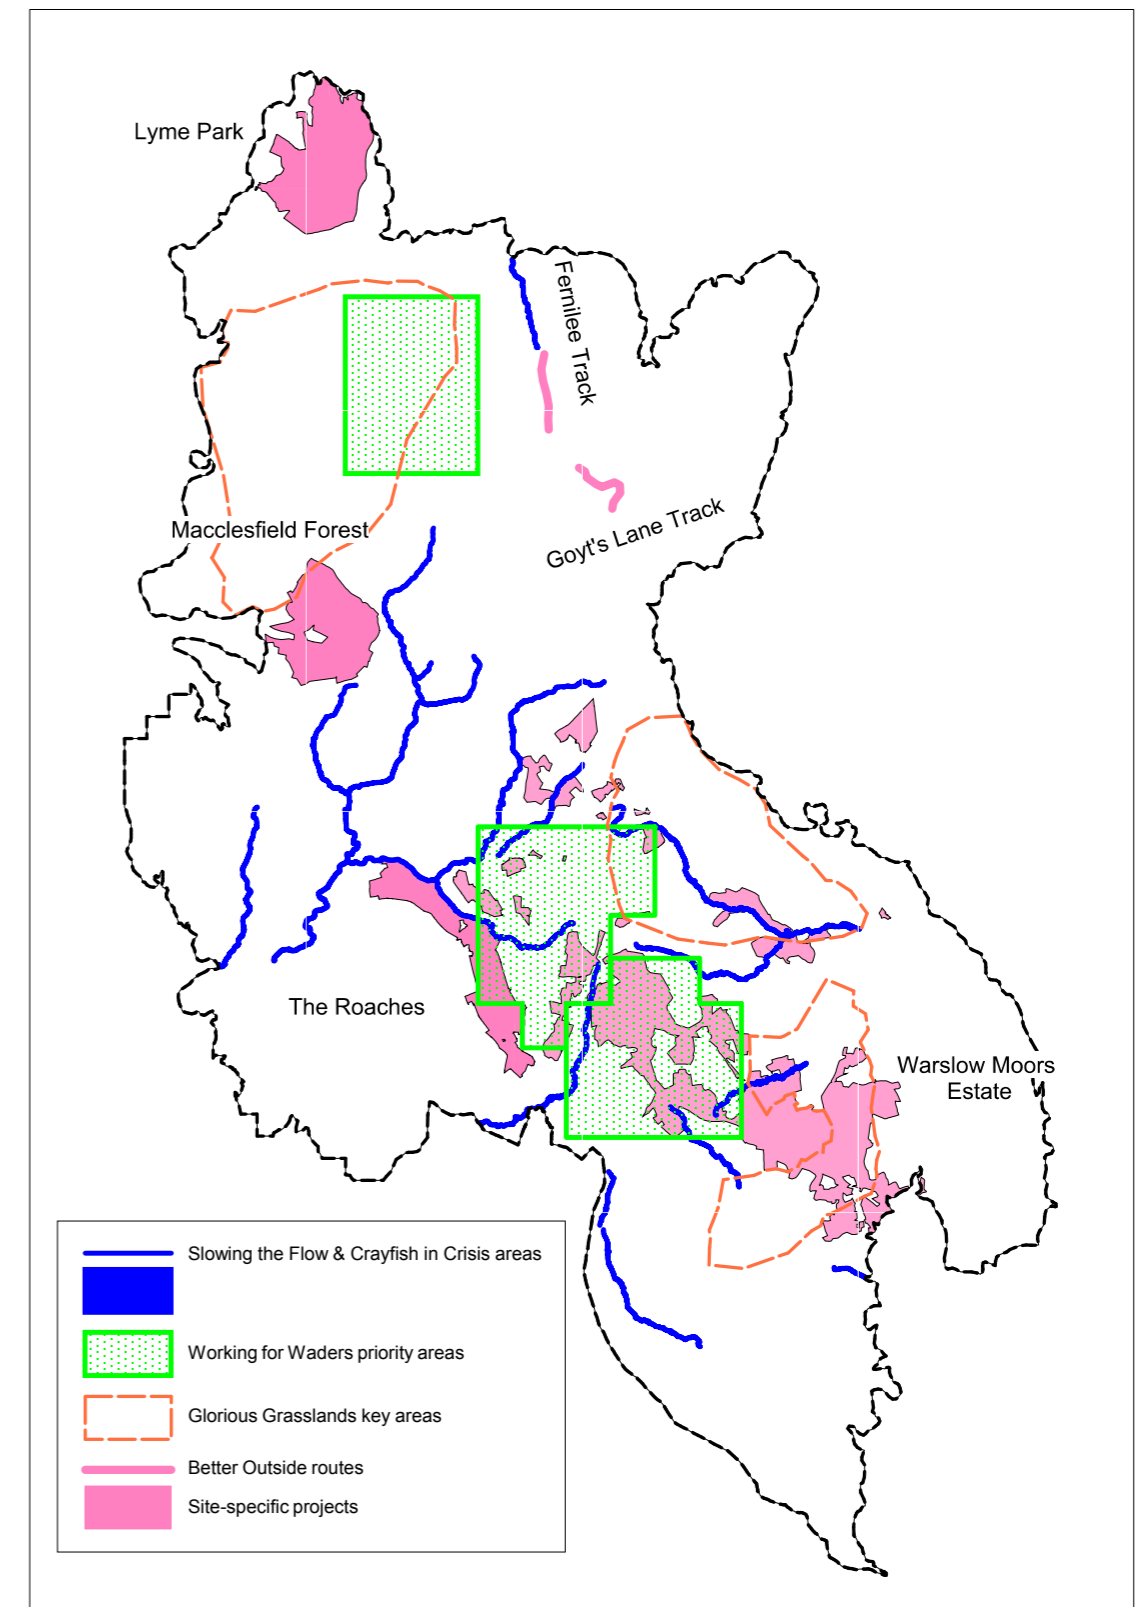 Lyme Park
Fernilee Track
Goyt's Lane Track
Macclesfield Forest
The Roaches
Warslow Moors
Estate
Slowing the Flow & Crayfish in Crisis areas
Working for Waders priority areas
Glorious Grasslands key areas
Better Outside routes
Site-specific projects